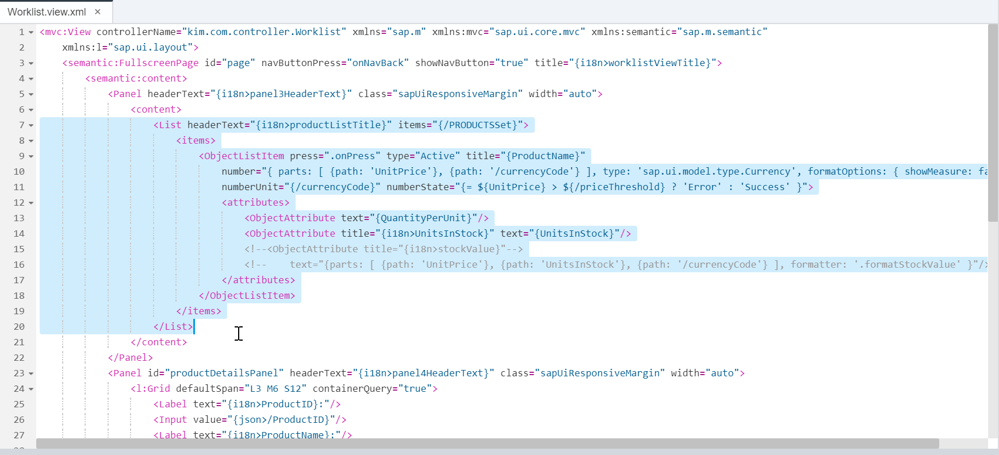 Worklist.view.xml ×
1 <mvc:View controllerName="kim.com.controller.Worklist" xmlns="sap.m" xmlns:mvc="sap.ui.core.mvc" xmlns:semantic="sap.m.semantic"
2 xmlns:l="sap.ui.layout">
3 <semantic:FullscreenPage id="page" navButtonPress="onNavBack" showNavButton="true" title="{i18n>worklistViewTitle}">
4 <semantic:content>
5 <Panel headerText="{i18n>panel3HeaderText}" class="sapUiResponsiveMargin" width="auto">
6 <content>
7 <List headerText="{i18n>productListTitle}" items="{/PRODUCTSSet}">
8 <items>
9 <ObjectListItem press=".onPress" type="Active" title="{ProductName}"
10 number="{ parts: [ {path: 'UnitPrice'}, {path: '/currencyCode'} ], type: 'sap.ui.model.type.Currency', formatOptions: { showMeasure: fa
11 numberUnit="{/currencyCode}" numberState="{= ${UnitPrice} > ${/priceThreshold} ? 'Error' : 'Success' }">
12 <attributes>
13 <ObjectAttribute text="{QuantityPerUnit}"/>
14 <ObjectAttribute title="{i18n>UnitsInStock}" text="{UnitsInStock}"/>
15 <!--<ObjectAttribute title="{i18n>stockValue}"-->
16 <!-- text="{parts: [ {path: 'UnitPrice'}, {path: 'UnitsInStock'}, {path: '/currencyCode'} ], formatter: '.formatStockValue' }"/>
17 </attributes>
18 </ObjectListItem>
19 </items>
20 </List>
21 </content>
22 </Panel>
23 <Panel id="productDetailsPanel" headerText="{i18n>panel4HeaderText}" class="sapUiResponsiveMargin" width="auto">
24 <l:Grid defaultSpan="L3 M6 S12" containerQuery="true">
25 <Label text="{i18n>ProductID}:"/>
26 <Input value="{json>/ProductID}"/>
27 <Label text="{i18n>ProductName}:"/>